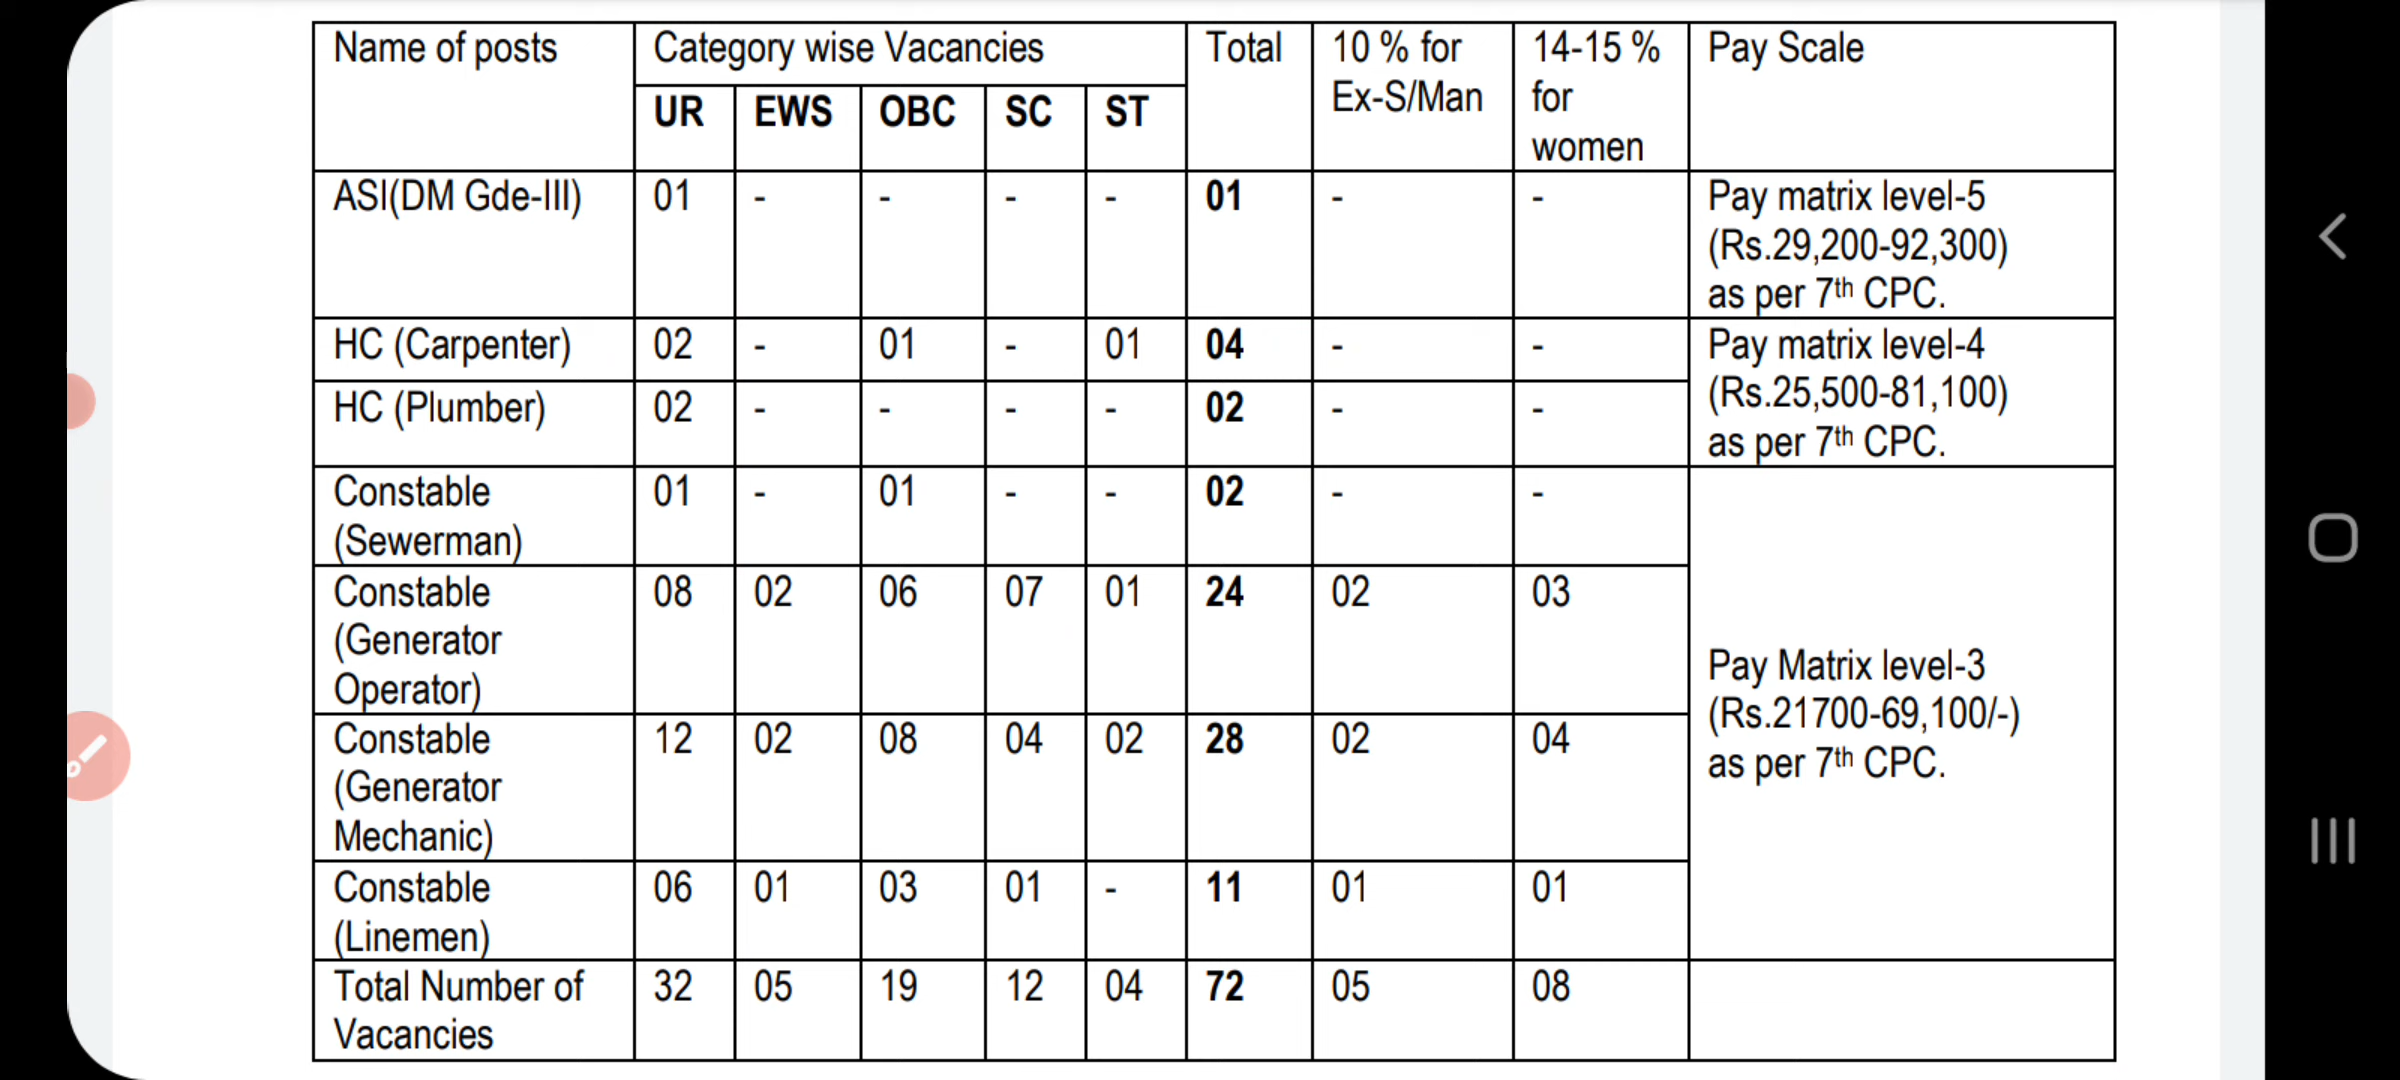 Name of posts Category wise Vacancies Total 10 % for 14-15 % Pay Scale
Ex-S/Man for
UR EWS OBC SC ST
women
ASI(DM Gde-III) 01 - - - - 01 - - Pay matrix level-5
(Rs.29,200-92,300)
as per 7th CPC.
HC (Carpenter) 02 - 01 - 01 04 - - Pay matrix level-4
(Rs.25,500-81,100)
HC (Plumber) 02 - - - - 02 - -
as per 7th CPC.
Constable 01 - 01 - - 02 - -
(Sewerman)
Constable 08 02 06 07 01 24 02 03
(Generator
Operator)
Pay Matrix level-3
(Rs.21700-69,100/-)
as per 7th CPC.
Constable 12 02 08 04 02 28 02 04
(Generator
Mechanic)
Constable 06 01 03 01 - 11 01 01
(Linemen)
Total Number of 32 05 19 12 04 72 05 08
Vacancies